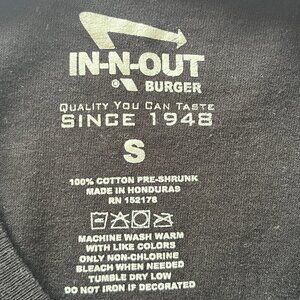 IN-N-OUT
® BURGER
QUALITY YOU CAN TASTE
SINCE 1948
S
100% COTTON PRE-SHRUNK
MADE IN HONDURAS
RN 152178
MACHINE WASH WARM
WITH LIKE COLORS
ONLY NON-CHLORINE
BLEACH WHEN NEEDED
TUMBLE DRY LOW
DO NOT IRON IF DECORATED